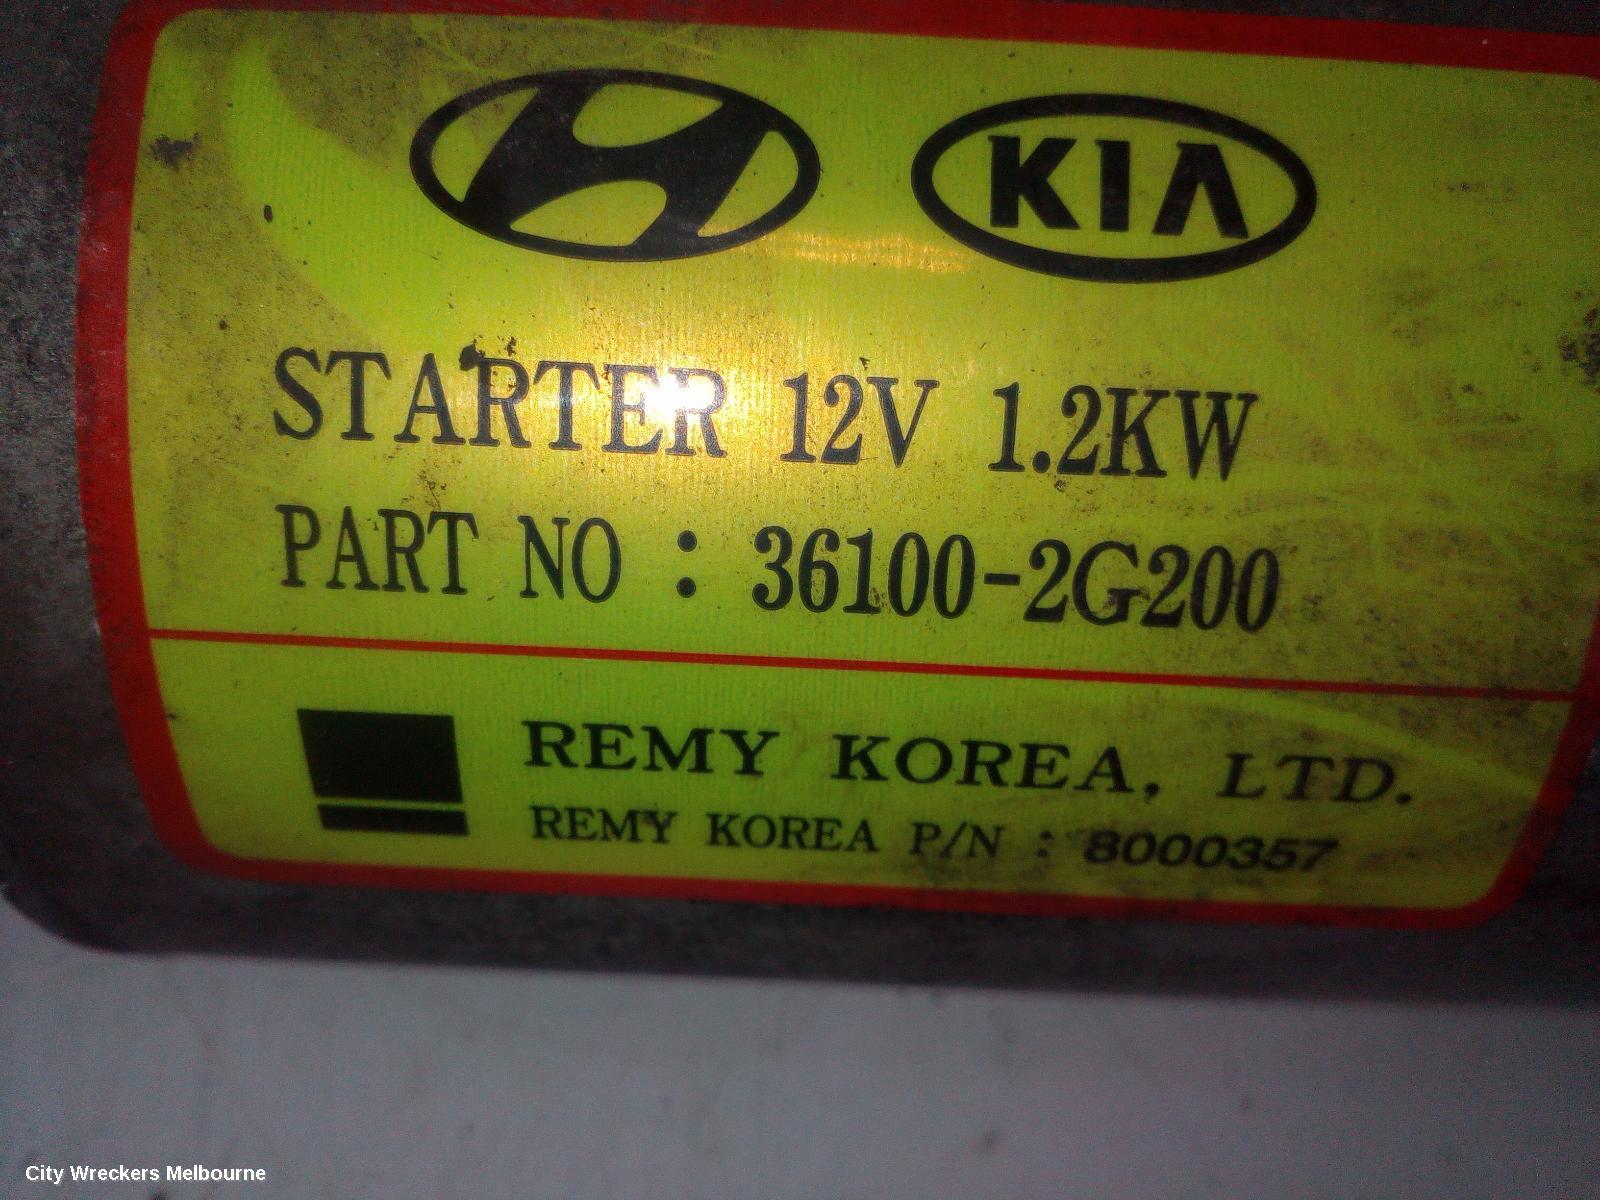 KIA
STARTER 12V 1.2KW
PART NO : 36100-2G200
REMY KOREA, LTD.
REMY KOREA P/N : 8000357
City Wreckers Melbourne